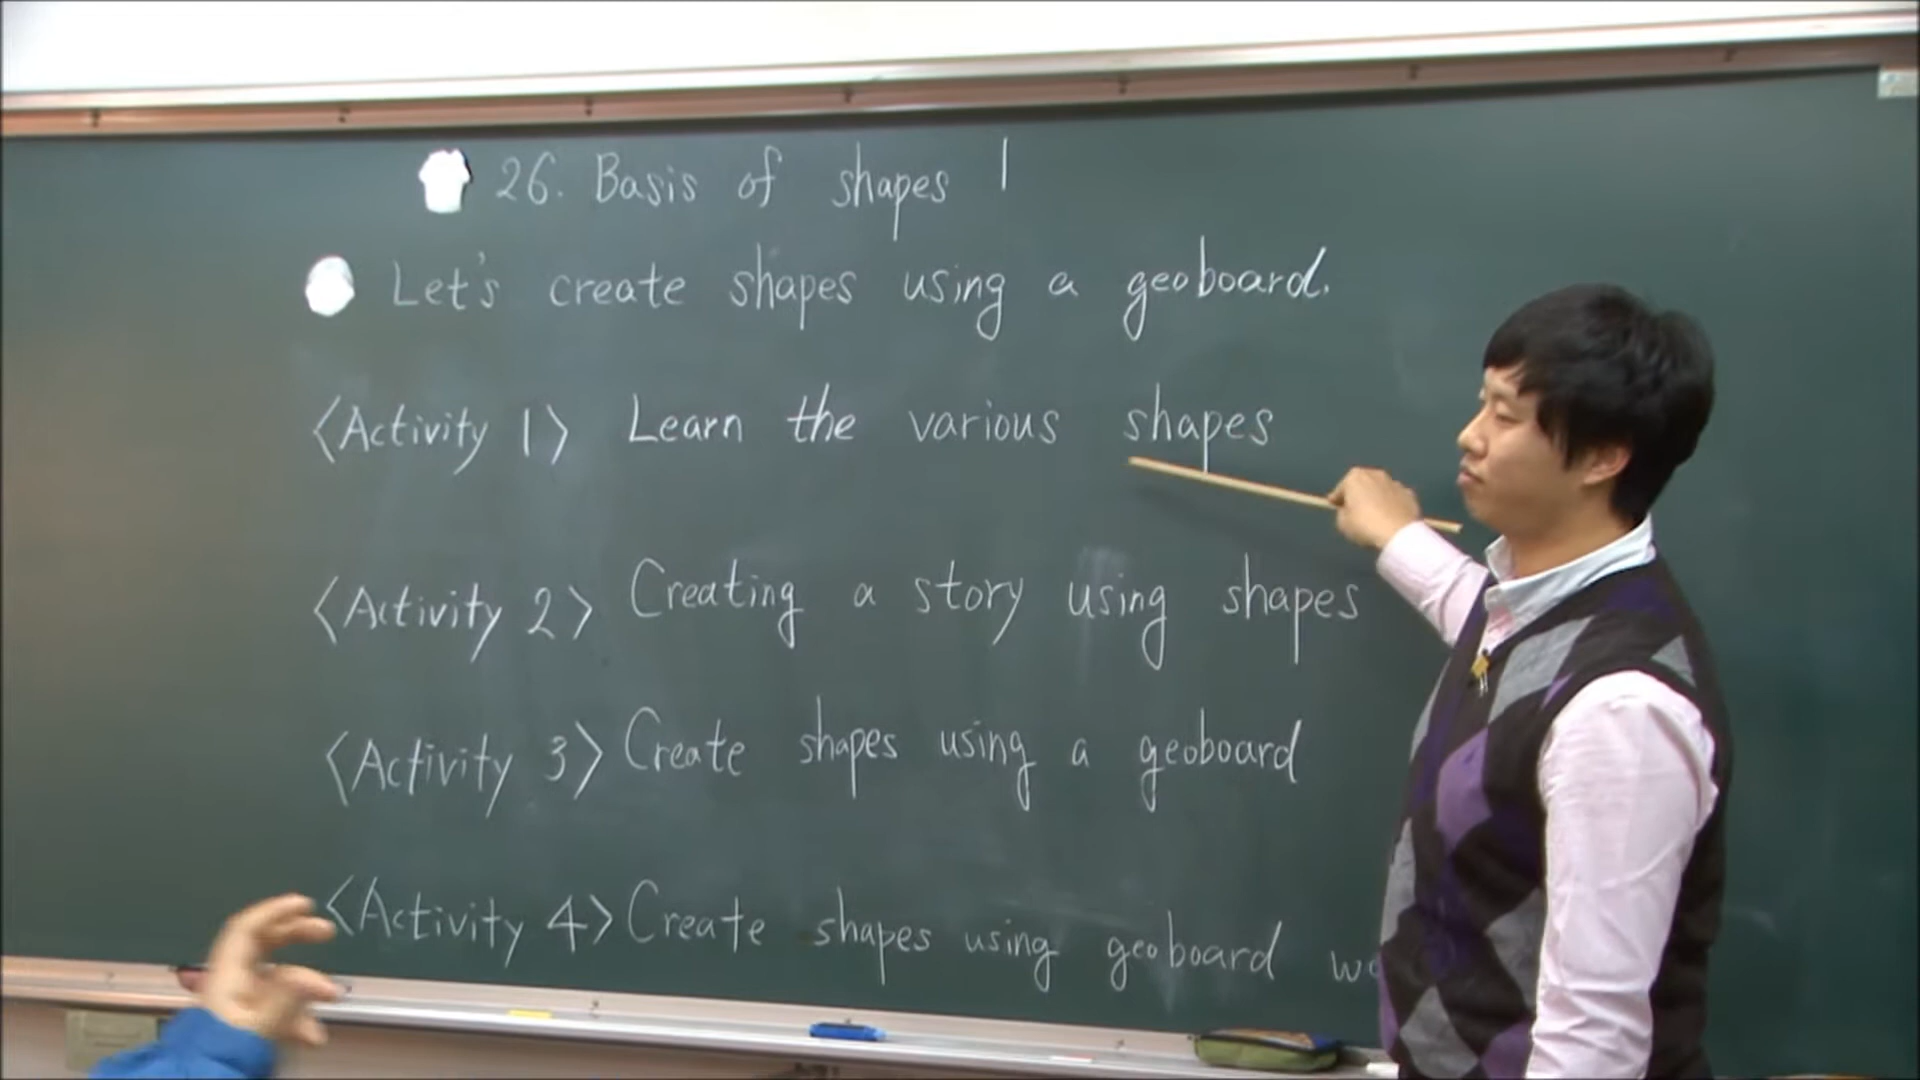 26. Basis of shapes 1
Let's create shapes using a geoboard.
<Activity 1> Learn the various shapes
<Activity 2> Creating a story using shapes
<Activity 3> Create shapes using a geoboard
<Activity 4> Create shapes using geoboard